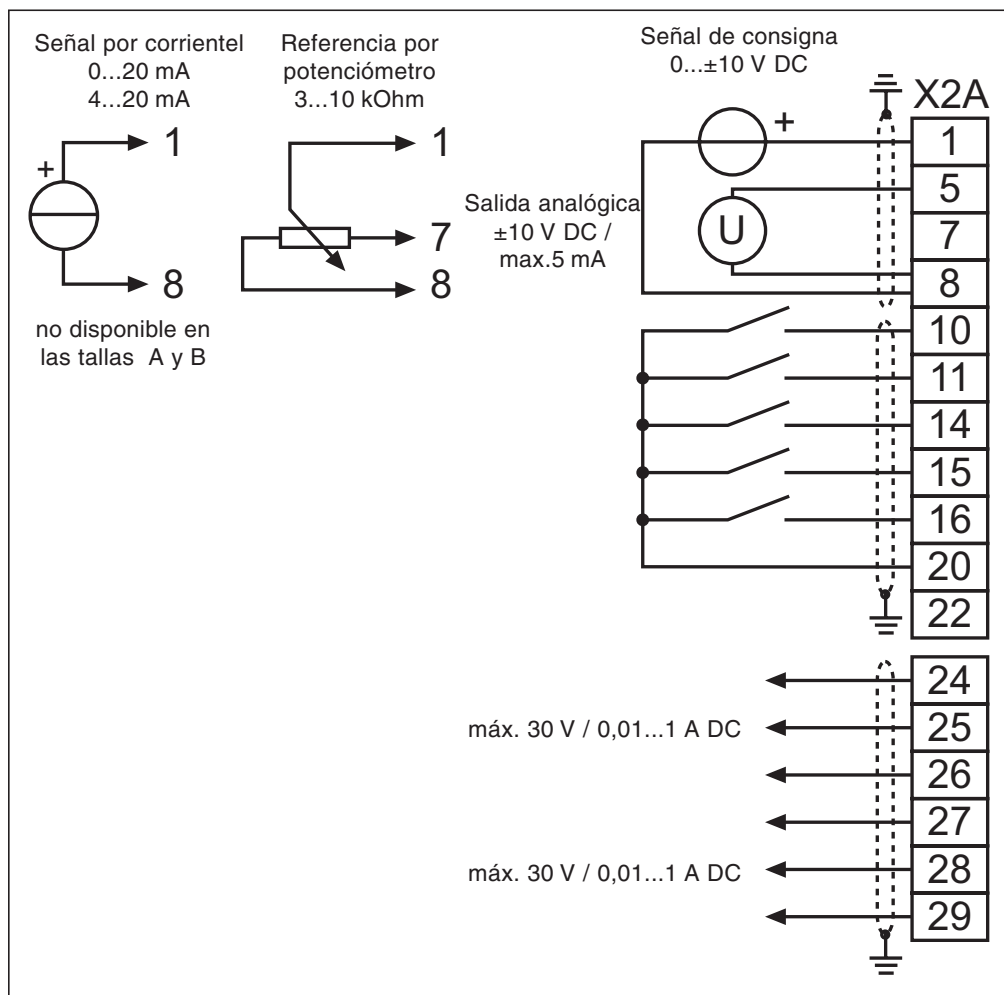 Señal por corrientel
0...20 mA
4...20 mA
+
1
8
no disponible en
las tallas A y B
Referencia por
potenciómetro
3...10 kOhm
1
7
8
Señal de consigna
0...±10 V DC
+
Salida analógica
±10 V DC /
max.5 mA
U
X2A
1
5
7
8
10
11
14
15
16
20
22
24
25
26
27
28
29
máx. 30 V / 0,01...1 A DC
máx. 30 V / 0,01...1 A DC